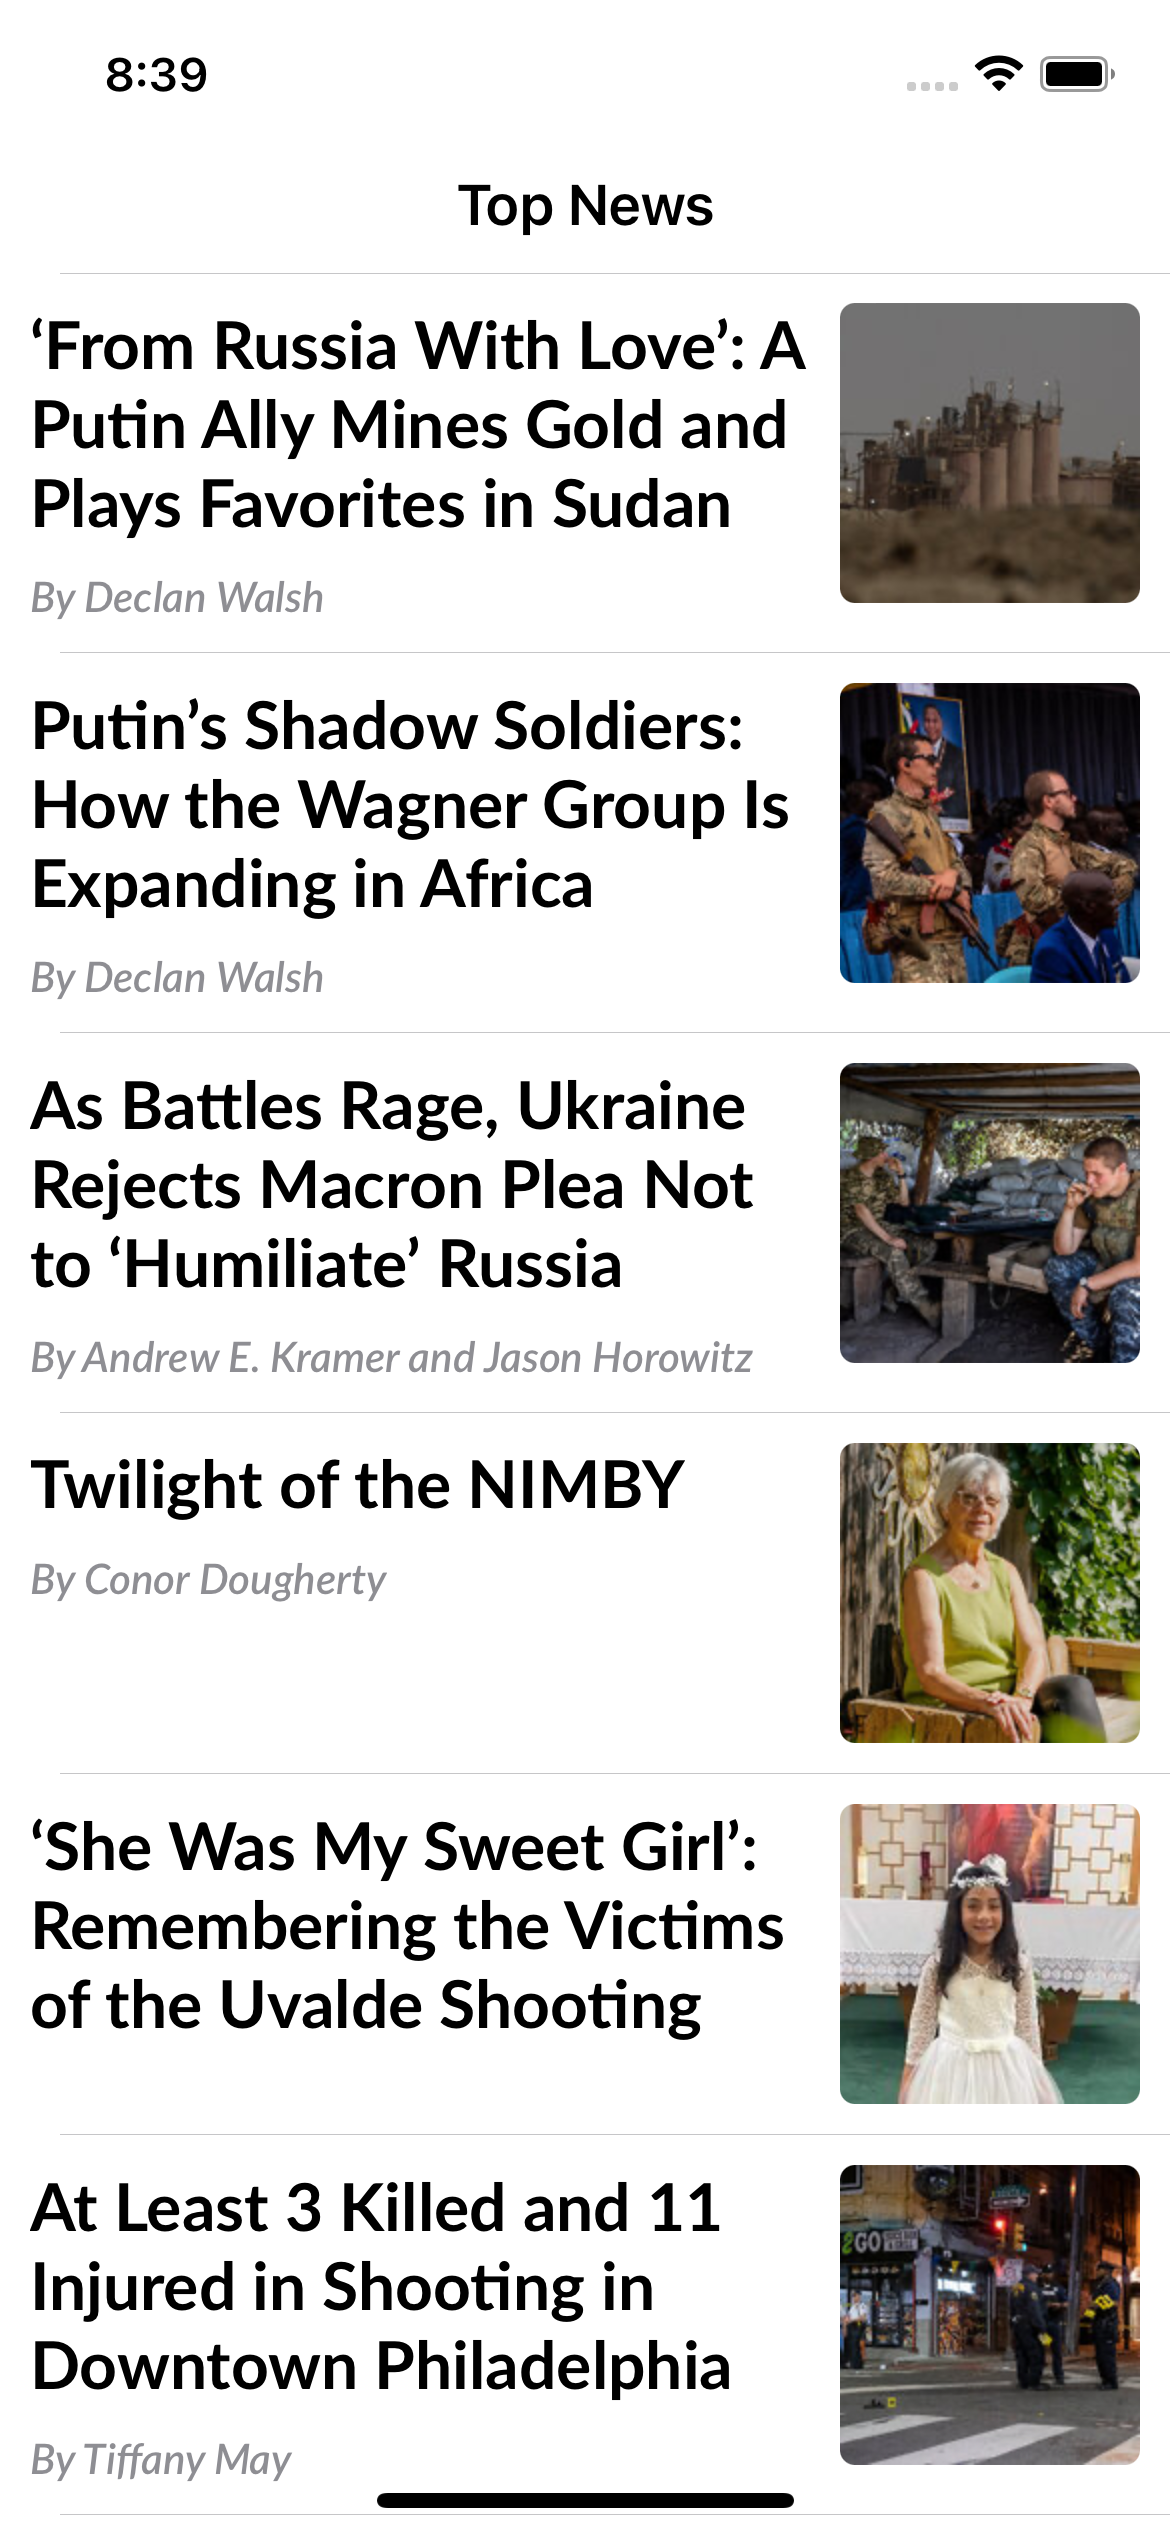 8:39
Top News
‘From Russia With Love’: A
Putin Ally Mines Gold and
Plays Favorites in Sudan
By Declan Walsh
Putin’s Shadow Soldiers:
How the Wagner Group Is
Expanding in Africa
By Declan Walsh
As Battles Rage, Ukraine
Rejects Macron Plea Not
to ‘Humiliate’ Russia
By Andrew E. Kramer and Jason Horowitz
Twilight of the NIMBY
By Conor Dougherty
‘She Was My Sweet Girl’:
Remembering the Victims
of the Uvalde Shooting
At Least 3 Killed and 11
Injured in Shooting in
Downtown Philadelphia
2GO
By Tiffany May